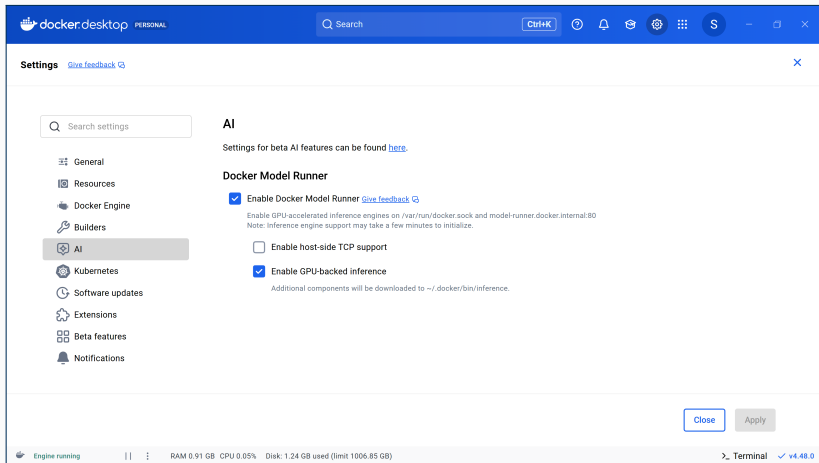 docker.desktop PERSONAL
Search
Ctrl+K
S
Settings Give feedback
Search settings
General
Resources
Docker Engine
Builders
AI
Kubernetes
Software updates
Extensions
Beta features
Notifications
AI
Settings for beta AI features can be found here.
Docker Model Runner
Enable Docker Model Runner Give feedback
Enable GPU-accelerated inference engines on /var/run/docker.sock and model-runner.docker.internal:80
Note: Inference engine support may take a few minutes to initialize.
Enable host-side TCP support
Enable GPU-backed inference
Additional components will be downloaded to ~/.docker/bin/inference.
Close
Apply
Engine running RAM 0.91 GB CPU 0.05% Disk: 1.24 GB used (limit 1006.85 GB) Terminal v4.48.0